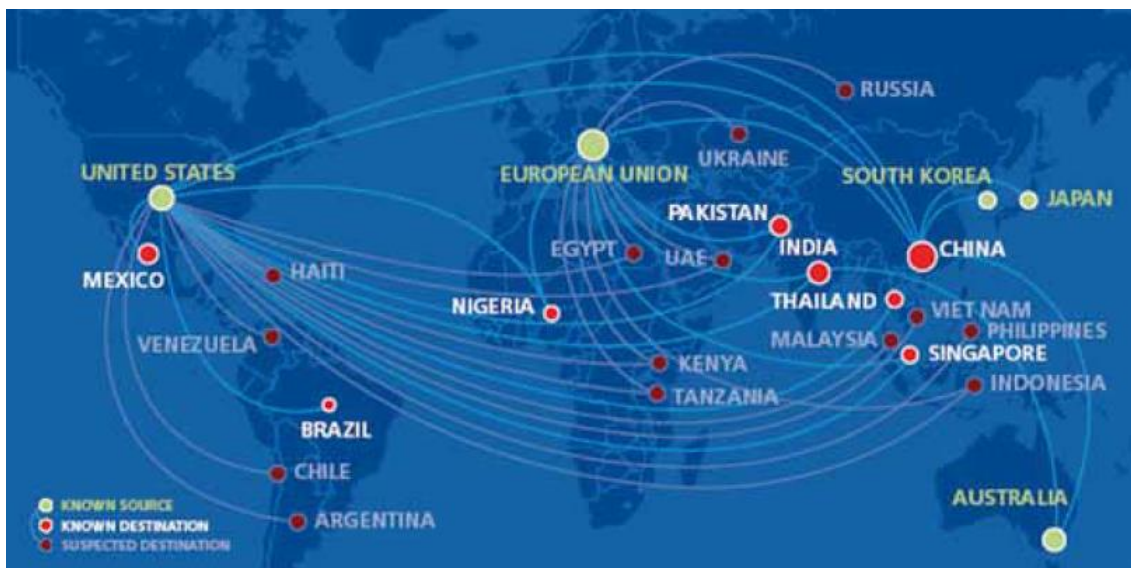 RUSSIA
UKRAINE
UNITED STATES
EUROPEAN UNION
SOUTH KOREA
JAPAN
PAKISTAN
EGYPT
UAE
INDIA
CHINA
MEXICO
HAITI
NIGERIA
THAILAND
VIET NAM
VENEZUELA
MALAYSIA
PHILIPPINES
SINGAPORE
KENYA
TANZANIA
INDONESIA
BRAZIL
CHILE
ARGENTINA
AUSTRALIA
KNOWN SOURCE
KNOWN DESTINATION
SUSPECTED DESTINATION